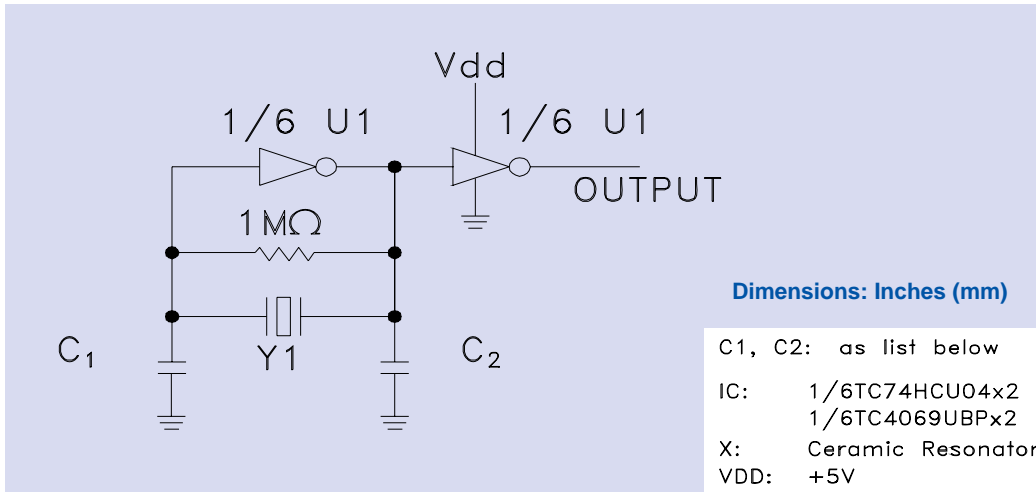 Vdd
1/6 U1
1/6 U1
OUTPUT
1MΩ
C1
Y1
C2
Dimensions: Inches (mm)
C1, C2: as list below
IC: 1/6TC74HCU04x2
1/6TC4069UBPx2
X: Ceramic Resonator
VDD: +5V